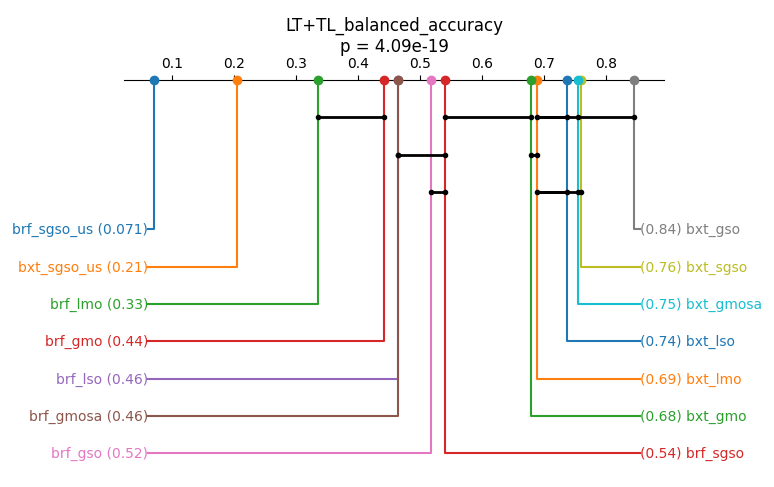 LT+TL_balanced_accuracy
p = 4.09e-19
0.1 0.2 0.3 0.4 0.5 0.6 0.7 0.8
brf_sgso_us (0.071) (0.84) bxt_gso
bxt_sgso_us (0.21) (0.76) bxt_sgso
brf_lmo (0.33) (0.75) bxt_gmosa
brf_gmo (0.44) (0.74) bxt_lso
brf_lso (0.46) (0.69) bxt_lmo
brf_gmosa (0.46) (0.68) bxt_gmo
brf_gso (0.52) (0.54) brf_sgso